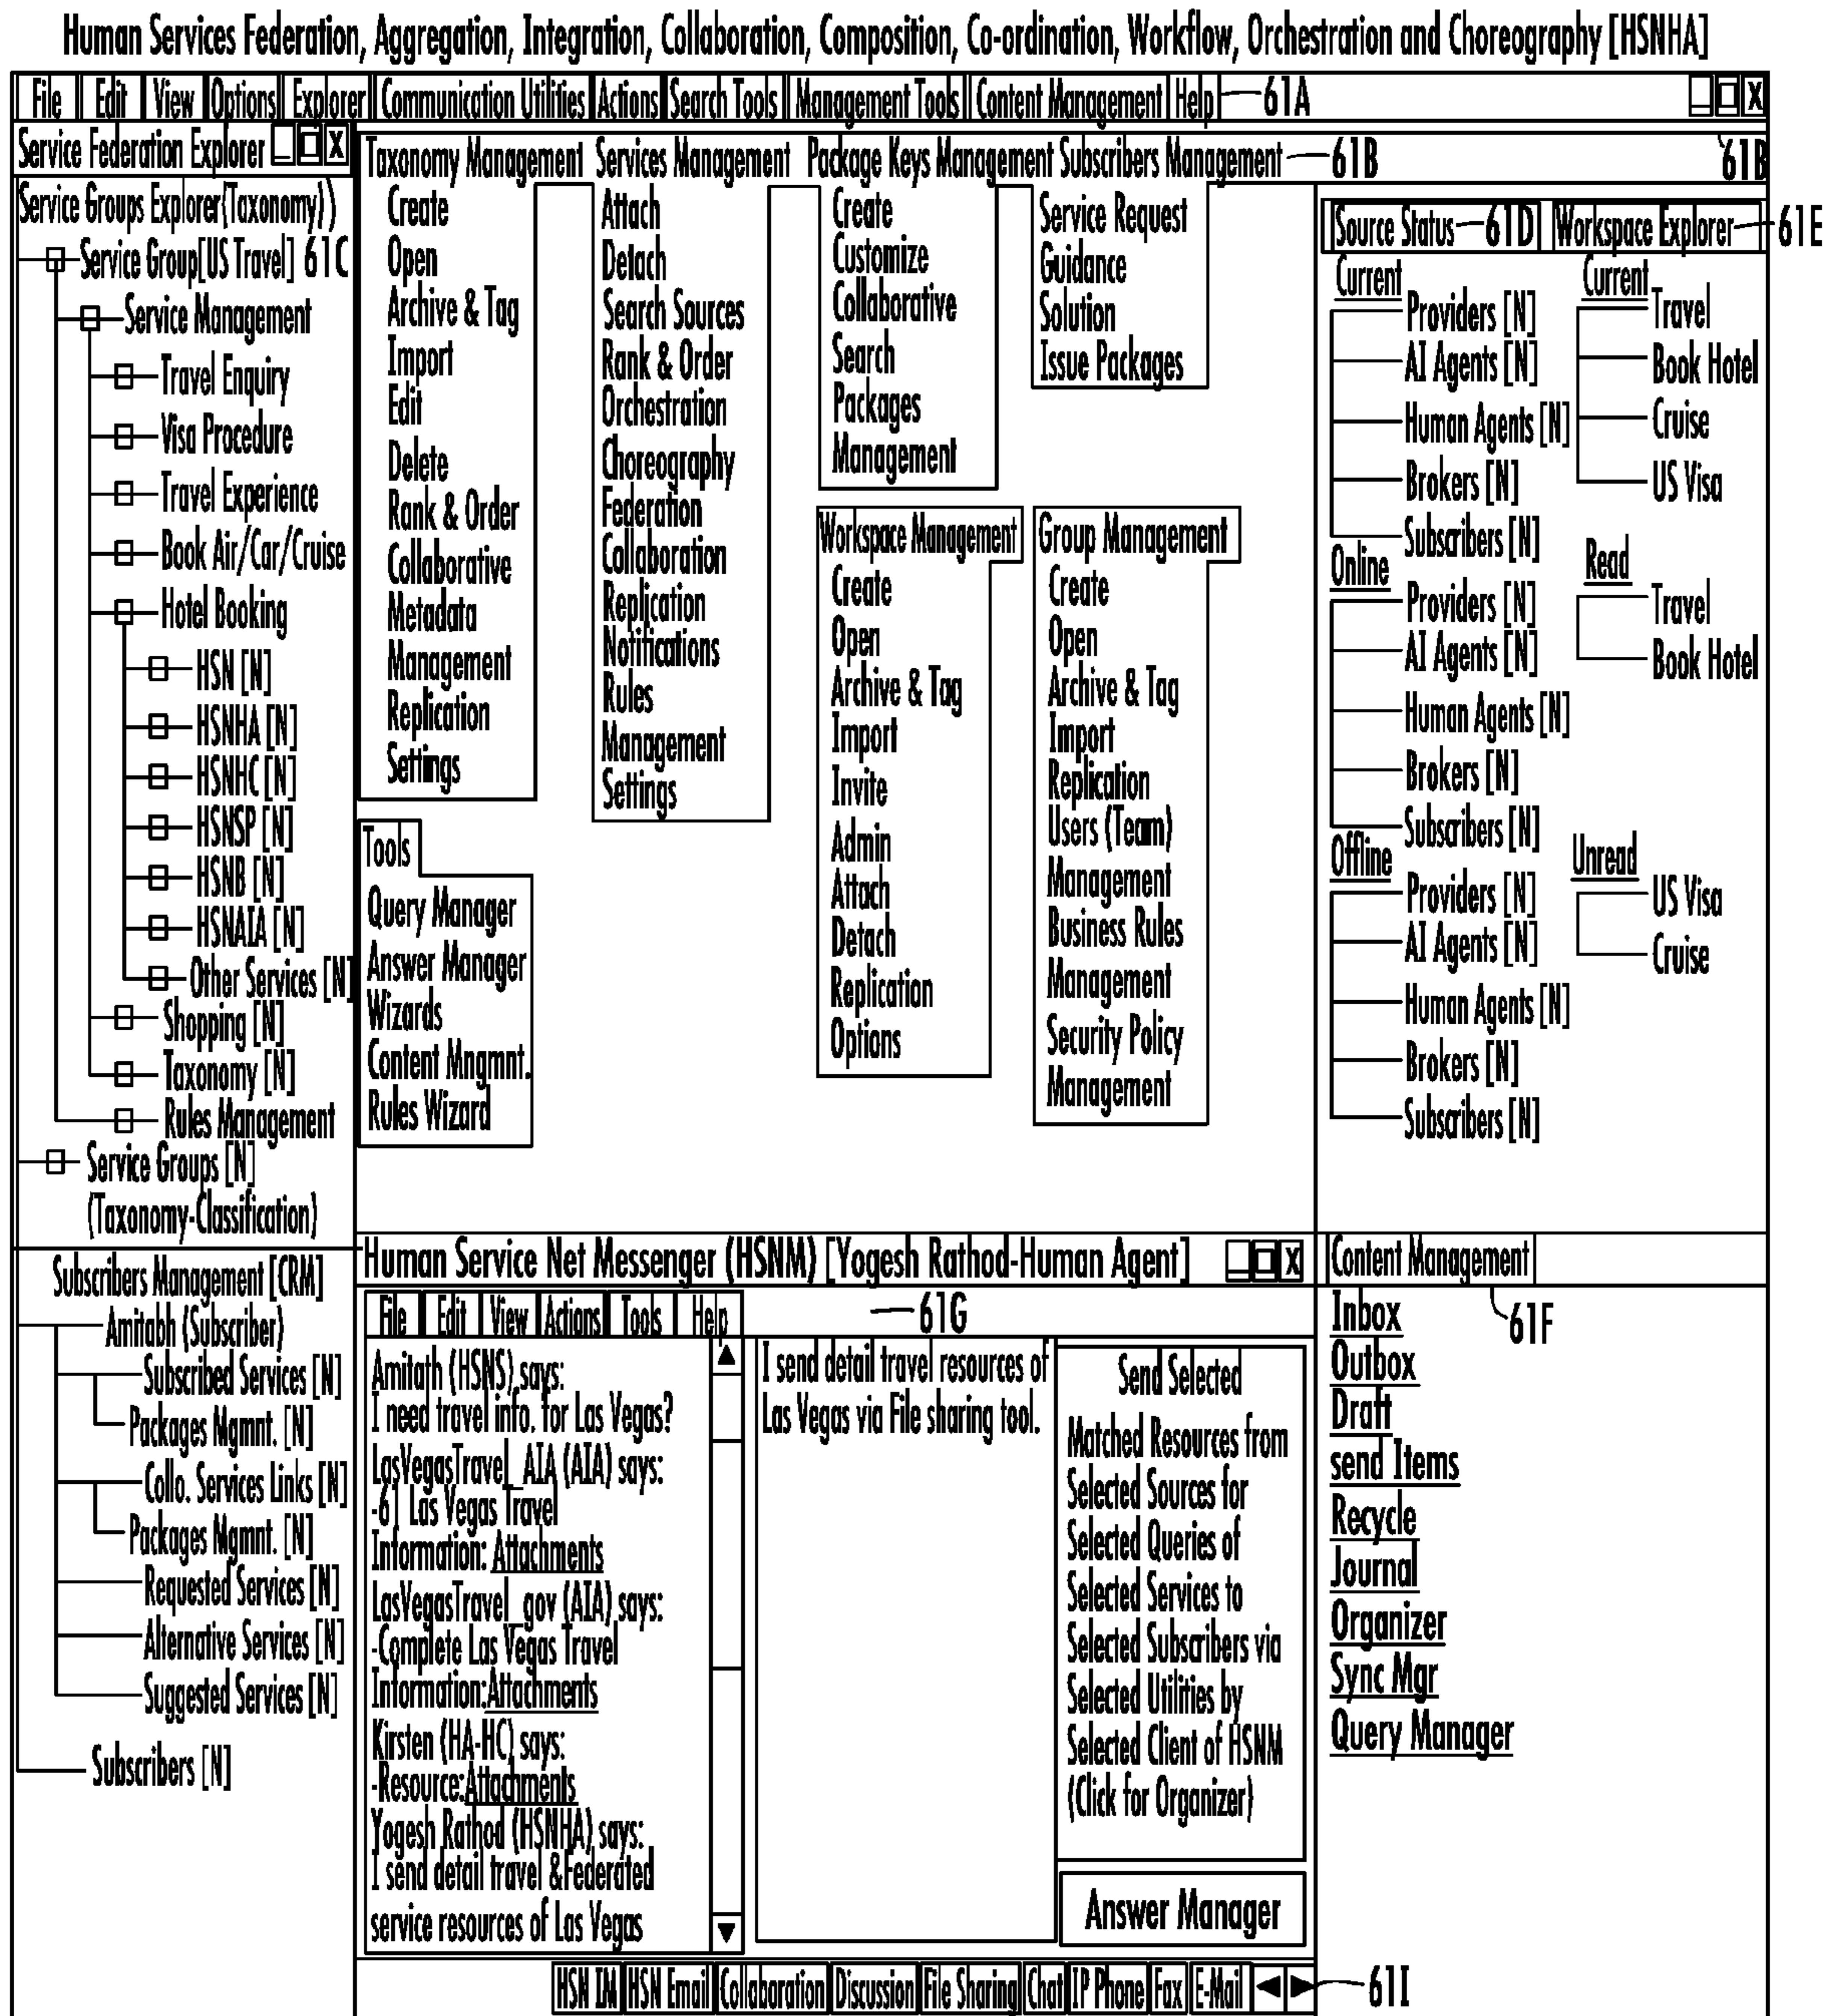 Human Services Federation, Aggregation, Integration, Collaboration, Composition, Co-ordination, Workflow, Orchestration and Choreography [HSNHA]
File Edit View Options Explorer Communication Utilities Actions Search Tools Management Tools Content Management Help 61A X
Service Federation Explorer X
Service Groups Explorer(Taxonomy))
Service Group[US Travel] 61C
Service Management
Travel Enquiry
Visa Procedure
Travel Experience
Book Air/Car/Cruise
Hotel Booking
HSN [N]
HSNHA [N]
HSNHC [N]
HSNSP [N]
HSNB [N]
HSNAIA [N]
Other Services [N]
Shopping [N]
Taxonomy [N]
Rules Management
Service Groups [N]
(Taxonomy-Classification)
Subscribers Management [CRM]
Amitabh (Subscriber)
Subscribed Services [N]
Packages Mgmnt. [N]
Collo. Services Links [N]
Packages Mgmnt. [N]
Requested Services [N]
Alternative Services [N]
Suggested Services [N]
Subscribers [N]
Taxonomy Management Services Management Package Keys Management Subscribers Management 61B 61B
Create
Open
Archive & Tag
Import
Edit
Delete
Rank & Order
Collaborative
Metadata
Management
Replication
Settings
Attach
Detach
Search Sources
Rank & Order
Orchestration
Choreography
Federation
Collaboration
Replication
Notifications
Rules
Management
Settings
Create
Customize
Collaborative
Search
Packages
Management
Service Request
Guidance
Solution
Issue Packages
Workspace Management
Create
Open
Archive & Tag
Import
Invite
Admin
Attach
Detach
Replication
Options
Group Management
Create
Open
Archive & Tag
Import
Replication
Users (Team)
Management
Business Rules
Management
Security Policy
Management
Tools
Query Manager
Answer Manager
Wizards
Content Mngmnt.
Rules Wizard
Source Status 61D
Current
Providers [N]
AI Agents [N]
Human Agents [N]
Brokers [N]
Subscribers [N]
Online
Providers [N]
AI Agents [N]
Human Agents [N]
Brokers [N]
Subscribers [N]
Offline
Providers [N]
AI Agents [N]
Human Agents [N]
Brokers [N]
Subscribers [N]
Workspace Explorer 61E
Current
Travel
Book Hotel
Cruise
US Visa
Read
Travel
Book Hotel
Unread
US Visa
Cruise
Human Service Net Messenger (HSNM) [Yogesh Rathod-Human Agent] X
File Edit View Actions Tools Help 61G
Amitath (HSNS) says:
I need travel info. for Las Vegas?
LasVegasTravel_AIA (AIA) says:
-61 Las Vegas Travel
Information: Attachments
LasVegasTravel_gov (AIA) says:
-Complete Las Vegas Travel
Information:Attachments
Kirsten (HA-HC) says:
-Resource:Attachments
Yogesh Rathod (HSNHA) says:
I send detail travel &Federated
service resources of Las Vegas
I send detail travel resources of
Las Vegas via File sharing tool.
Send Selected
Matched Resources from
Selected Sources for
Selected Queries of
Selected Services to
Selected Subscribers via
Selected Utilities by
Selected Client of HSNM
(Click for Organizer)
Answer Manager
HSN IM HSN Email Collaboration Discussion File Sharing Chat IP Phone Fax E-Mail 61I
Content Management
61F
Inbox
Outbox
Draft
send Items
Recycle
Journal
Organizer
Sync Mgr
Query Manager